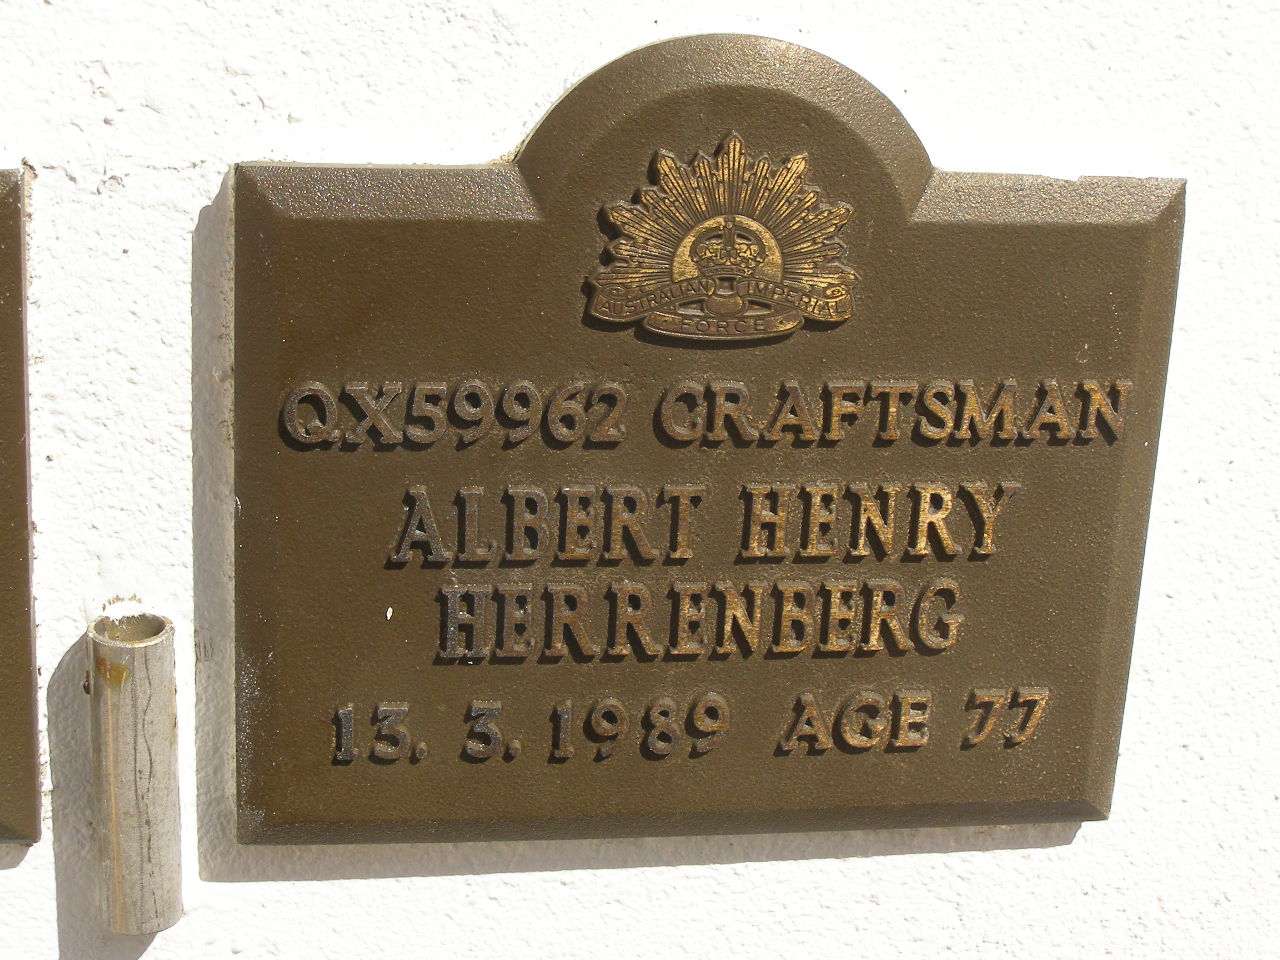 AUSTRALIAN IMPERIAL
FORCE
QX59962 CRAFTSMAN
ALBERT HENRY
HERRENBERG
13. 3. 1989 AGE 77